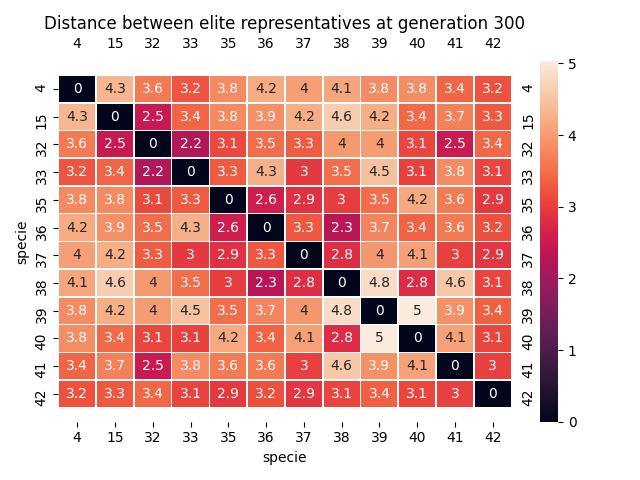 Distance between elite representatives at generation 300
4 15 32 33 35 36 37 38 39 40 41 42
4 0 4.3 3.6 3.2 3.8 4.2 4 4.1 3.8 3.8 3.4 3.2 4
15 4.3 0 2.5 3.4 3.8 3.9 4.2 4.6 4.2 3.4 3.7 3.3 15
32 3.6 2.5 0 2.2 3.1 3.5 3.3 4 4 3.1 2.5 3.4 32
33 3.2 3.4 2.2 0 3.3 4.3 3 3.5 4.5 3.1 3.8 3.1 33
35 3.8 3.8 3.1 3.3 0 2.6 2.9 3 3.5 4.2 3.6 2.9 35
36 4.2 3.9 3.5 4.3 2.6 0 3.3 2.3 3.7 3.4 3.6 3.2 36
37 4 4.2 3.3 3 2.9 3.3 0 2.8 4 4.1 3 2.9 37
38 4.1 4.6 4 3.5 3 2.3 2.8 0 4.8 2.8 4.6 3.1 38
39 3.8 4.2 4 4.5 3.5 3.7 4 4.8 0 5 3.9 3.4 39
40 3.8 3.4 3.1 3.1 4.2 3.4 4.1 2.8 5 0 4.1 3.1 40
41 3.4 3.7 2.5 3.8 3.6 3.6 3 4.6 3.9 4.1 0 3 41
42 3.2 3.3 3.4 3.1 2.9 3.2 2.9 3.1 3.4 3.1 3 0 42
4 15 32 33 35 36 37 38 39 40 41 42
specie
specie
5
4
3
2
1
0